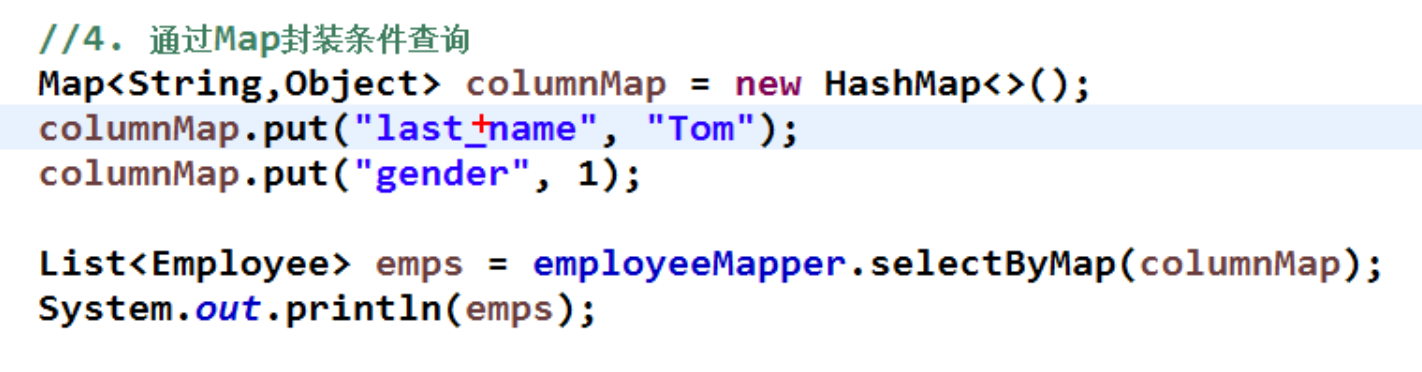 //4. 通过Map封装条件查询
Map<String,Object> columnMap = new HashMap<>();
columnMap.put("last_name", "Tom");
columnMap.put("gender", 1);
List<Employee> emps = employeeMapper.selectByMap(columnMap);
System.out.println(emps);